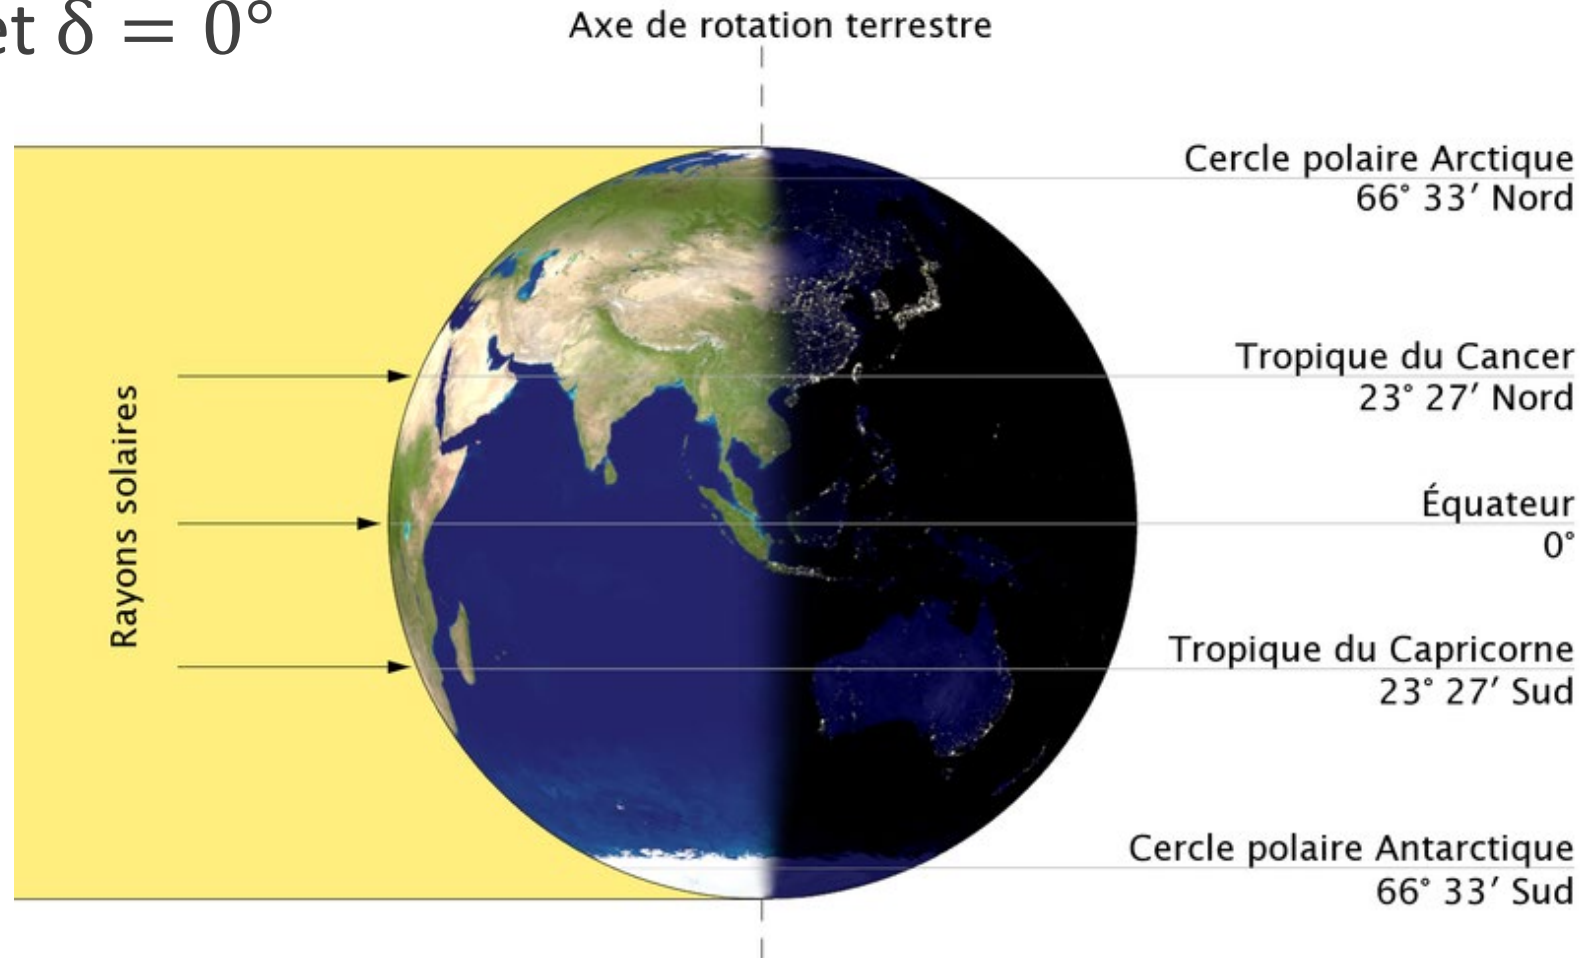 et δ = 0°
Axe de rotation terrestre
Cercle polaire Arctique
66° 33′ Nord
Tropique du Cancer
23° 27′ Nord
Rayons solaires
Équateur
0°
Tropique du Capricorne
23° 27′ Sud
Cercle polaire Antarctique
66° 33′ Sud